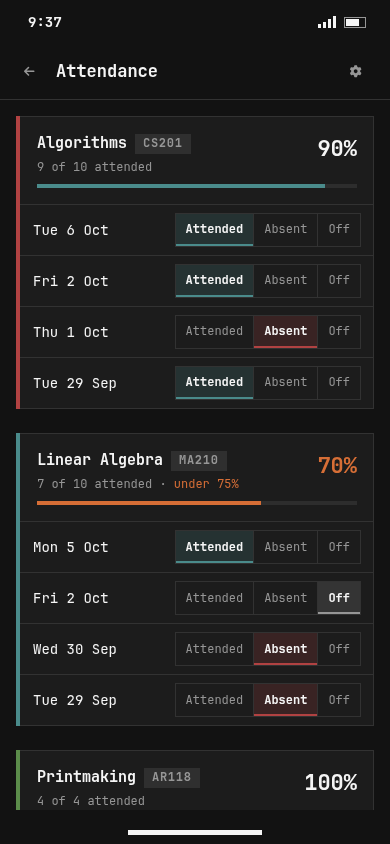 9:37
← Attendance
Algorithms CS201 90%
9 of 10 attended
Tue 6 Oct Attended Absent Off
Fri 2 Oct Attended Absent Off
Thu 1 Oct Attended Absent Off
Tue 29 Sep Attended Absent Off
Linear Algebra MA210 70%
7 of 10 attended · under 75%
Mon 5 Oct Attended Absent Off
Fri 2 Oct Attended Absent Off
Wed 30 Sep Attended Absent Off
Tue 29 Sep Attended Absent Off
Printmaking AR118 100%
4 of 4 attended